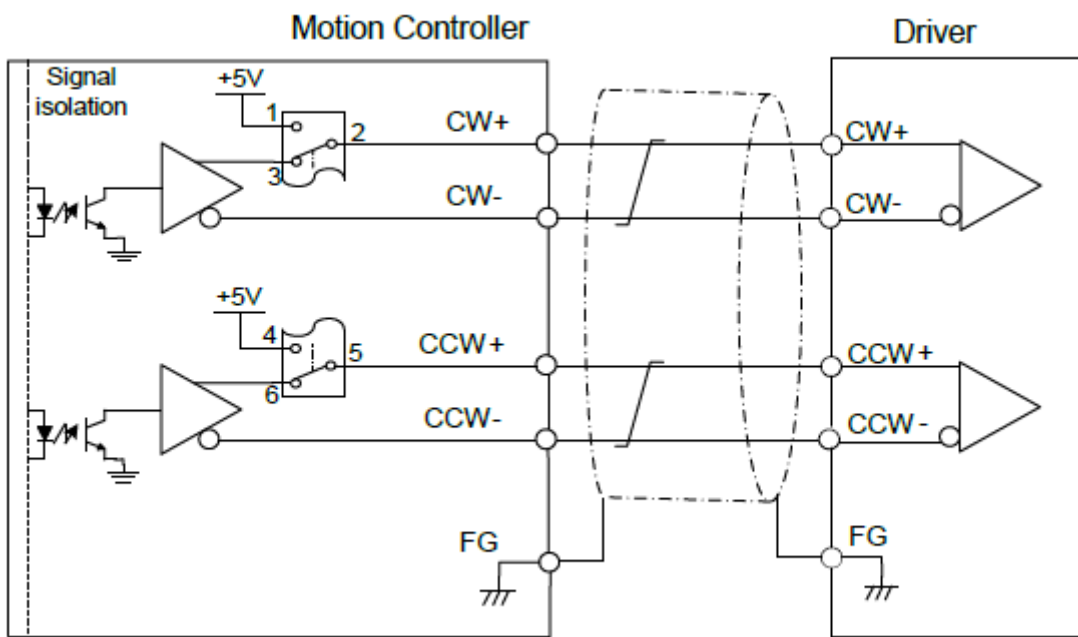 Motion Controller
Driver
Signal
isolation
+5V
1
2
3
CW+
CW+
CW-
CW-
+5V
4
5
6
CCW+
CCW+
CCW-
CCW-
FG
FG